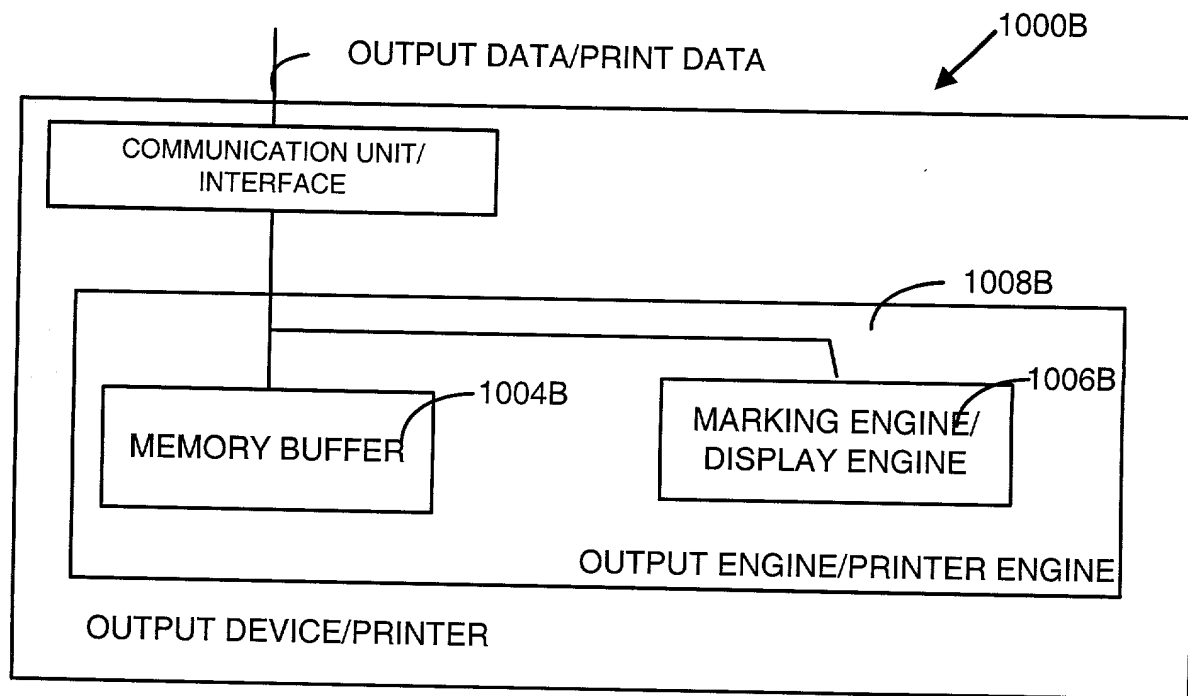 1000B
OUTPUT DATA/PRINT DATA
COMMUNICATION UNIT/
INTERFACE
1008B
1004B
1006B
MEMORY BUFFER
MARKING ENGINE/
DISPLAY ENGINE
OUTPUT ENGINE/PRINTER ENGINE
OUTPUT DEVICE/PRINTER